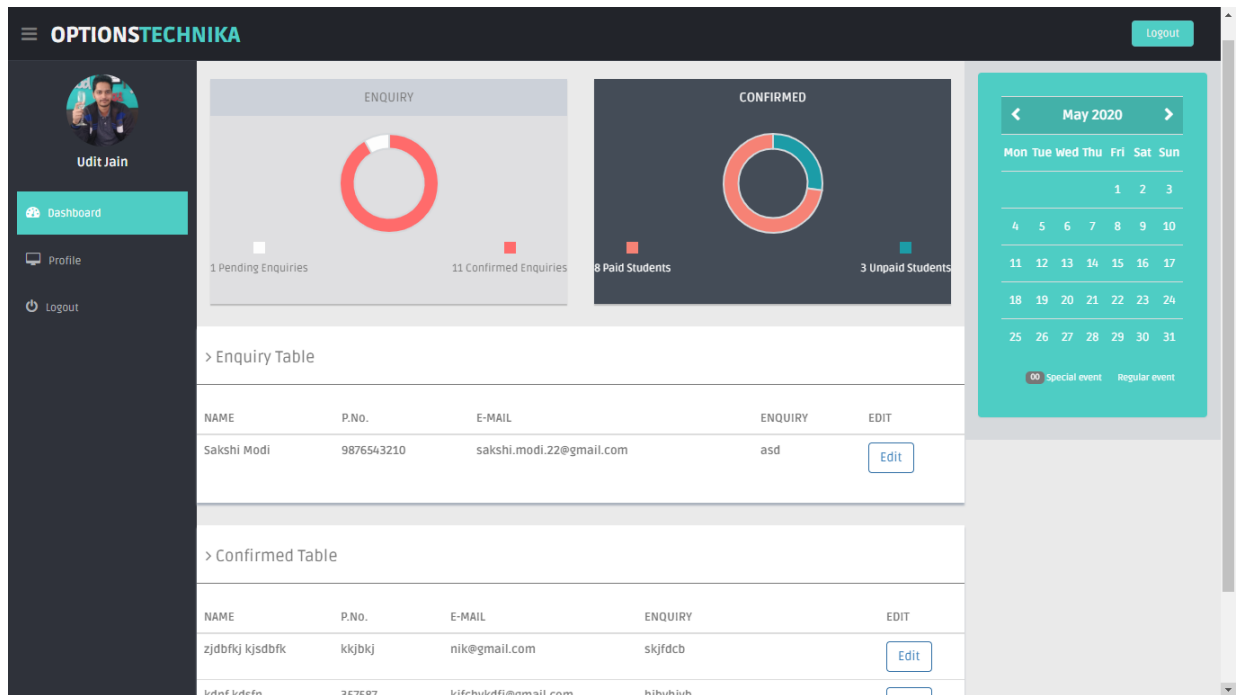 OPTIONSTECHNIKA
Logout
Udit Jain
Dashboard
Profile
Logout
ENQUIRY
1 Pending Enquiries
11 Confirmed Enquiries
CONFIRMED
8 Paid Students
3 Unpaid Students
May 2020
Mon Tue Wed Thu Fri Sat Sun
1 2 3
4 5 6 7 8 9 10
11 12 13 14 15 16 17
18 19 20 21 22 23 24
25 26 27 28 29 30 31
00 Special event Regular event
> Enquiry Table
NAME P.No. E-MAIL ENQUIRY EDIT
Sakshi Modi 9876543210 sakshi.modi.22@gmail.com asd Edit
> Confirmed Table
NAME P.No. E-MAIL ENQUIRY EDIT
zjdbfkj kjsdbfk kkjbkj nik@gmail.com skjfdcb Edit